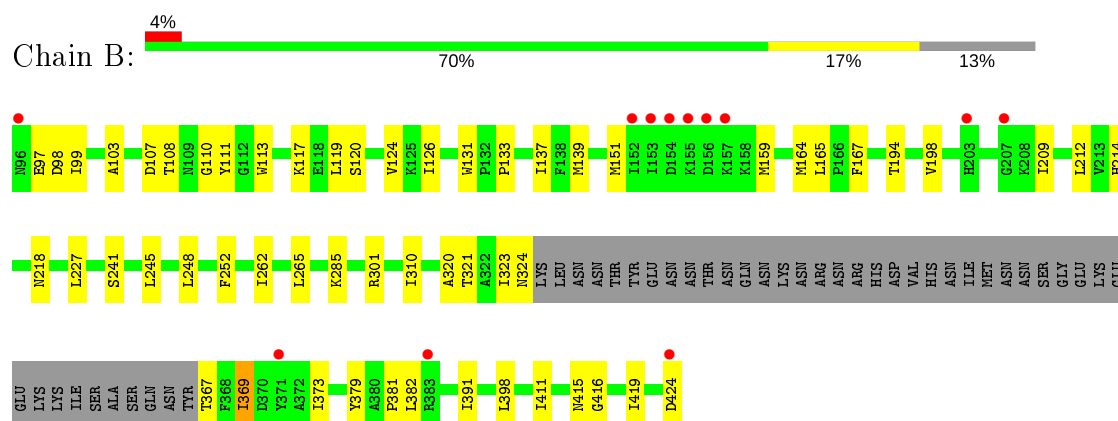 4%
Chain B:
70% 17% 13%
N96 E97 D98 I99 A103 D107 T108 N109 G110 Y111 G112 W113 K117 E118 L119 S120 V124 K125 I126 W131 P132 P133 I137 F138 M139 M151 I152 I153 D154 K155 D156 K157 K158 M159 M164 L165 P166 F167 T194 V198 H203 G207 K208 I209 L212 V213 H214
N218 L227 S241 L245 L248 F252 I262 L265 K285 R301 I310 A320 T321 A322 I323 N324 LYS LEU ASN ASN THR TYR GLU ASN ASN THR ASN GLN ASN LYS ASN ARG ASN ARG HIS ASP VAL HIS ASN ILE MET ASN ASN SER GLY GLU LYS GLU
GLU LYS LYS ILE SER ALA SER GLN ASN TYR T367 F368 I369 D370 Y371 A372 I373 Y379 A380 P381 L382 R383 I391 L398 I411 N415 G416 I419 D424